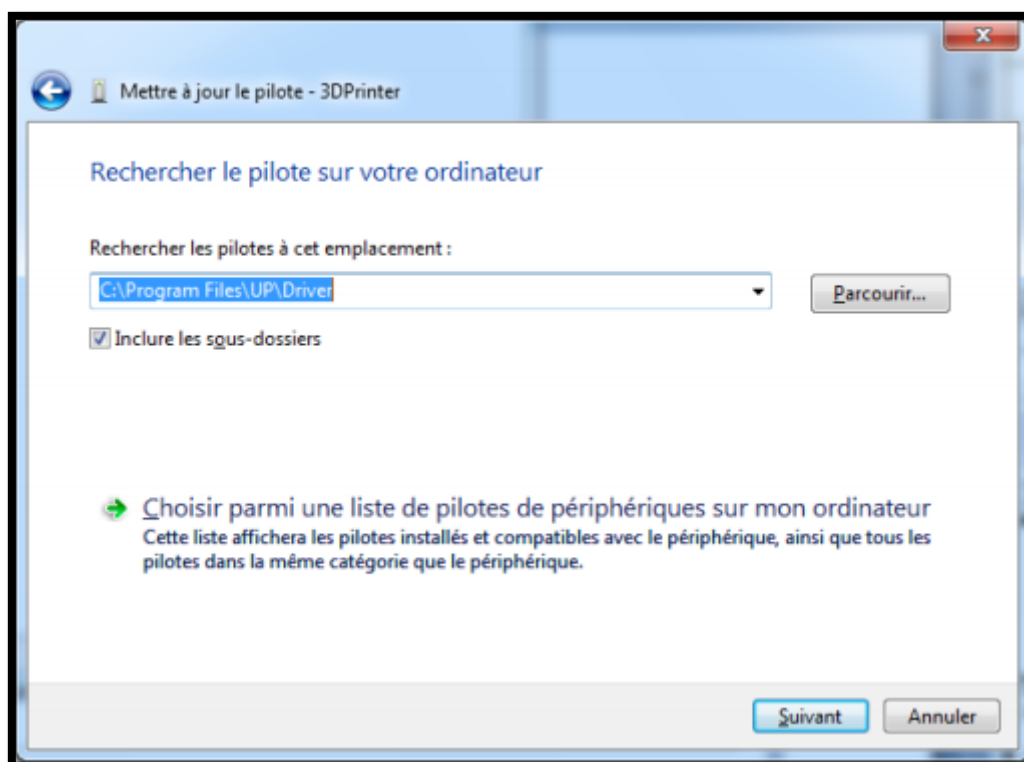 Mettre à jour le pilote - 3DPrinter
Rechercher le pilote sur votre ordinateur
Rechercher les pilotes à cet emplacement :
C:\Program Files\UP\Driver
Parcourir...
Inclure les sous-dossiers
Choisir parmi une liste de pilotes de périphériques sur mon ordinateur
Cette liste affichera les pilotes installés et compatibles avec le périphérique, ainsi que tous les
pilotes dans la même catégorie que le périphérique.
Suivant
Annuler